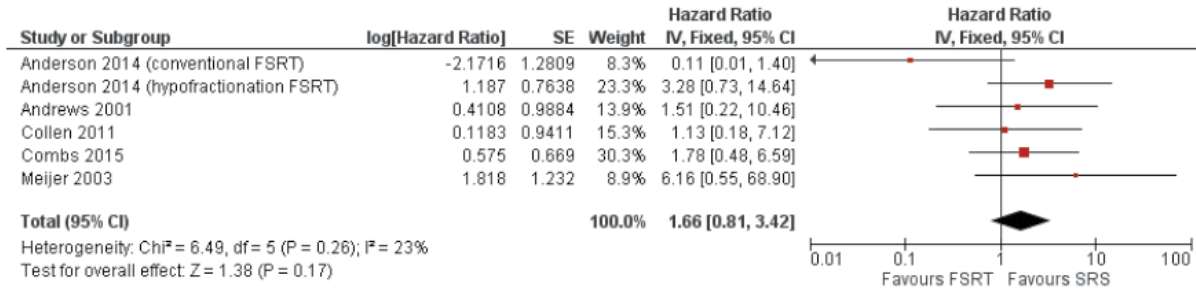 Hazard Ratio Hazard Ratio
Study or Subgroup log[Hazard Ratio] SE Weight IV, Fixed, 95% CI IV, Fixed, 95% CI
Anderson 2014 (conventional FSRT) -2.1716 1.2809 8.3% 0.11 [0.01, 1.40]
Anderson 2014 (hypofractionation FSRT) 1.187 0.7638 23.3% 3.28 [0.73, 14.64]
Andrews 2001 0.4108 0.9884 13.9% 1.51 [0.22, 10.46]
Collen 2011 0.1183 0.9411 15.3% 1.13 [0.18, 7.12]
Combs 2015 0.575 0.669 30.3% 1.78 [0.48, 6.59]
Meijer 2003 1.818 1.232 8.9% 6.16 [0.55, 68.90]
Total (95% CI) 100.0% 1.66 [0.81, 3.42]
Heterogeneity: Chi² = 6.49, df = 5 (P = 0.26); I² = 23%
Test for overall effect: Z = 1.38 (P = 0.17)
0.01 0.1 1 10 100
Favours FSRT Favours SRS